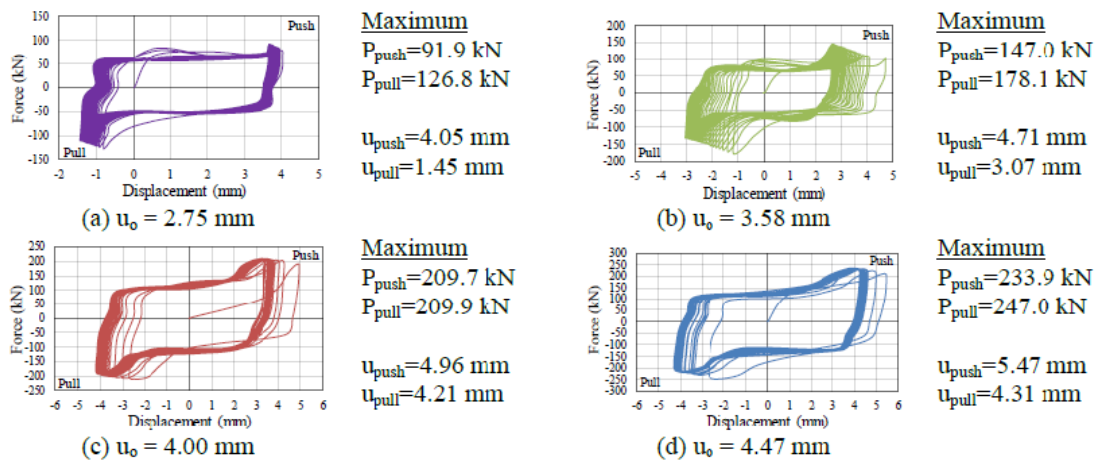 Push
Pull
Force (kN)
150
100
50
0
-50
-100
-150
-2
-1
0
1
2
3
4
5
Displacement (mm)
(a) uo = 2.75 mm
Maximum
Ppush=91.9 kN
Ppull=126.8 kN
upush=4.05 mm
upull=1.45 mm
Push
Pull
Force (kN)
200
150
100
50
0
-50
-100
-150
-200
-5
-4
-3
-2
-1
0
1
2
3
4
5
Displacement (mm)
(b) uo = 3.58 mm
Maximum
Ppush=147.0 kN
Ppull=178.1 kN
upush=4.71 mm
upull=3.07 mm
Push
Pull
Force (kN)
250
200
150
100
50
0
-50
-100
-150
-200
-250
-6
-5
-4
-3
-2
-1
0
1
2
3
4
5
6
Displacement (mm)
(c) uo = 4.00 mm
Maximum
Ppush=209.7 kN
Ppull=209.9 kN
upush=4.96 mm
upull=4.21 mm
Push
Pull
Force (kN)
300
250
200
150
100
50
0
-50
-100
-150
-200
-250
-300
-6
-5
-4
-3
-2
-1
0
1
2
3
4
5
6
Displacement (mm)
(d) uo = 4.47 mm
Maximum
Ppush=233.9 kN
Ppull=247.0 kN
upush=5.47 mm
upull=4.31 mm